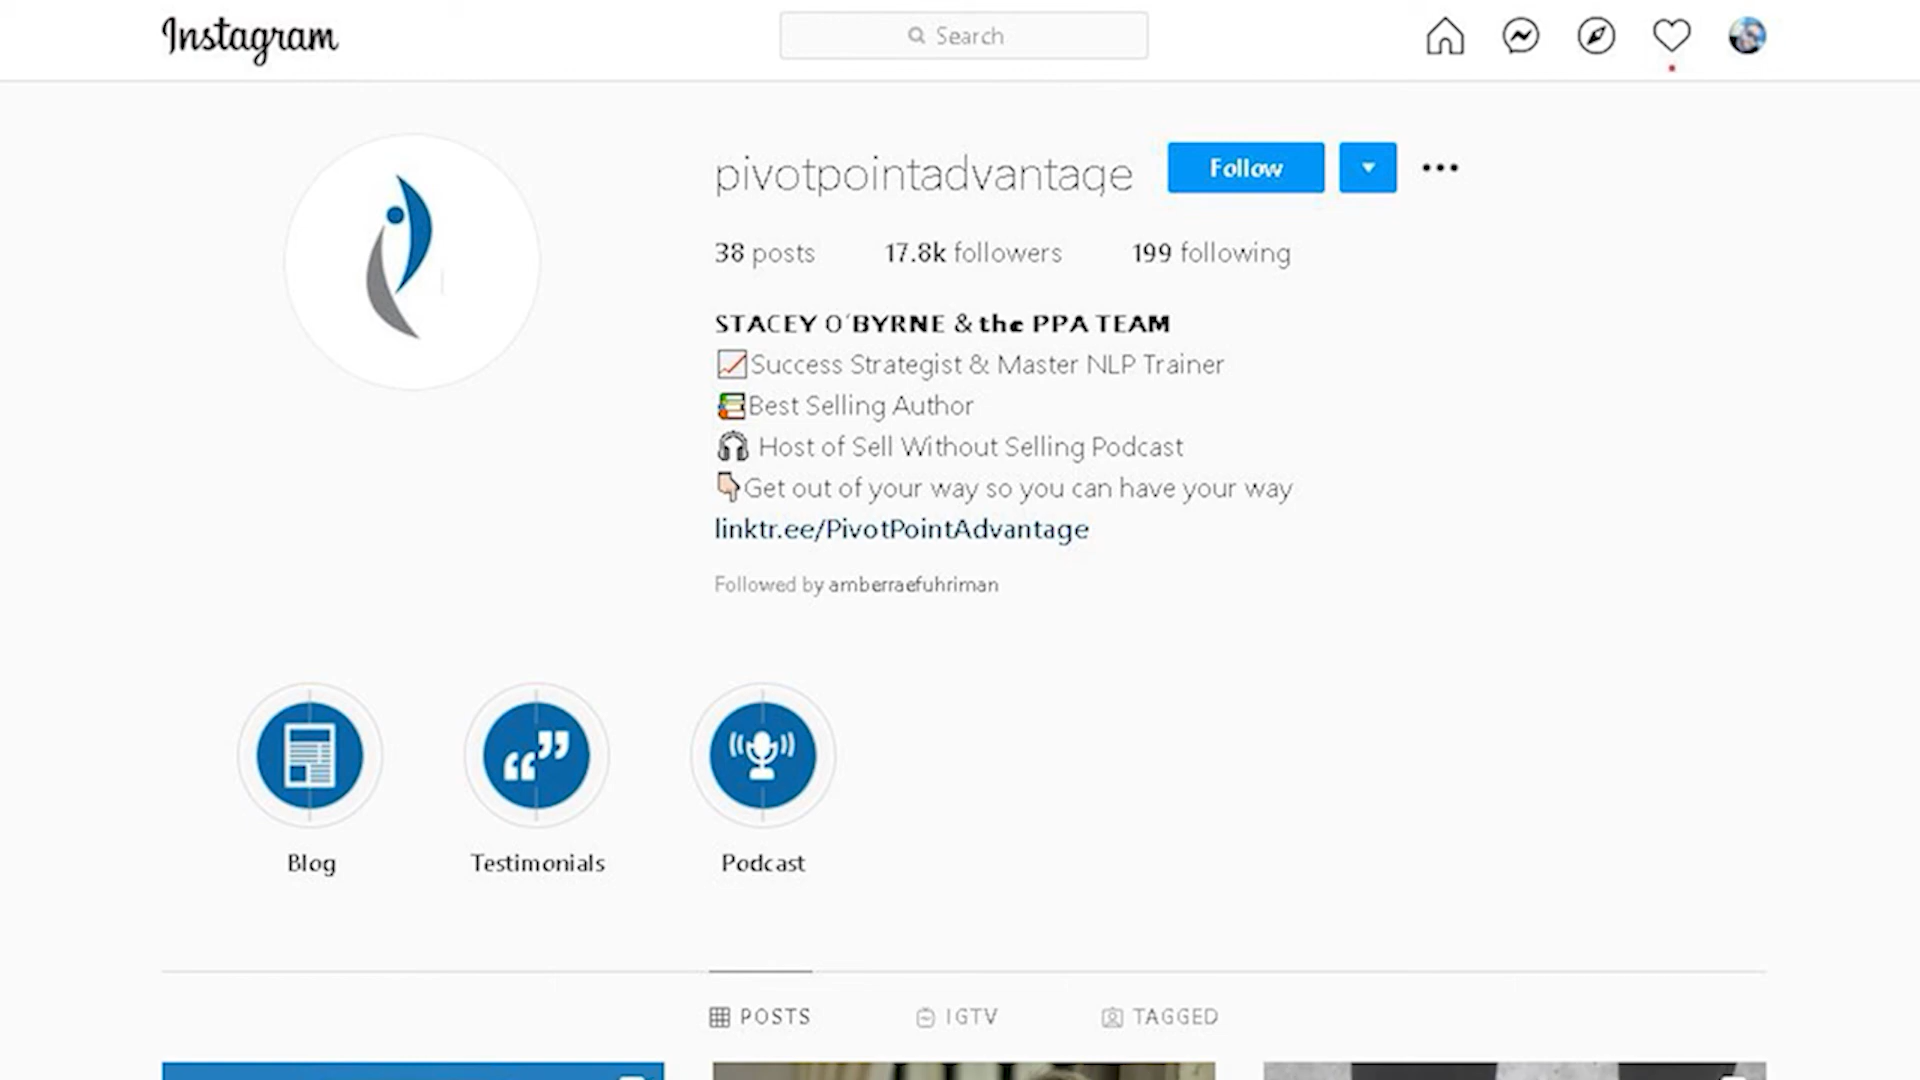 Instagram
Search
pivotpointadvantage
Follow
38 posts 17.8k followers 199 following
STACEY O'BYRNE & the PPA TEAM
Success Strategist & Master NLP Trainer
Best Selling Author
Host of Sell Without Selling Podcast
Get out of your way so you can have your way
linktr.ee/PivotPointAdvantage
Followed by amberraefuhriman
Blog Testimonials Podcast
POSTS IGTV TAGGED